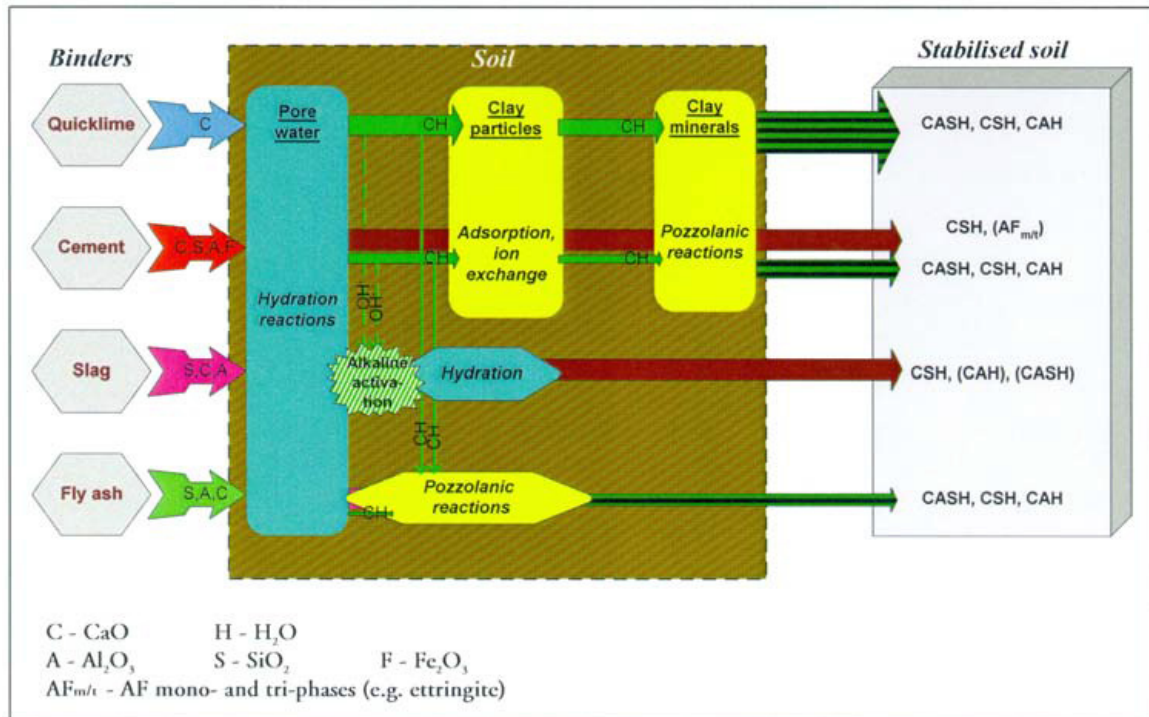 Binders
Soil
Stabilised soil
Quicklime
C
Pore
water
CH
Clay
particles
CH
Clay
minerals
CASH, CSH, CAH
Cement
C,S,A,F
Hydration
reactions
CH
Adsorption,
ion
exchange
CH
Pozzolanic
reactions
CSH, (AFm/t)
CASH, CSH, CAH
OH
OH
Slag
S,C,A
Alkaline
activa-
tion
Hydration
CSH, (CAH), (CASH)
CH
CH
Fly ash
S,A,C
CH
Pozzolanic
reactions
CASH, CSH, CAH
C - CaO H - H₂O
A - Al₂O₃ S - SiO₂ F - Fe₂O₃
AFm/t - AF mono- and tri-phases (e.g. ettringite)